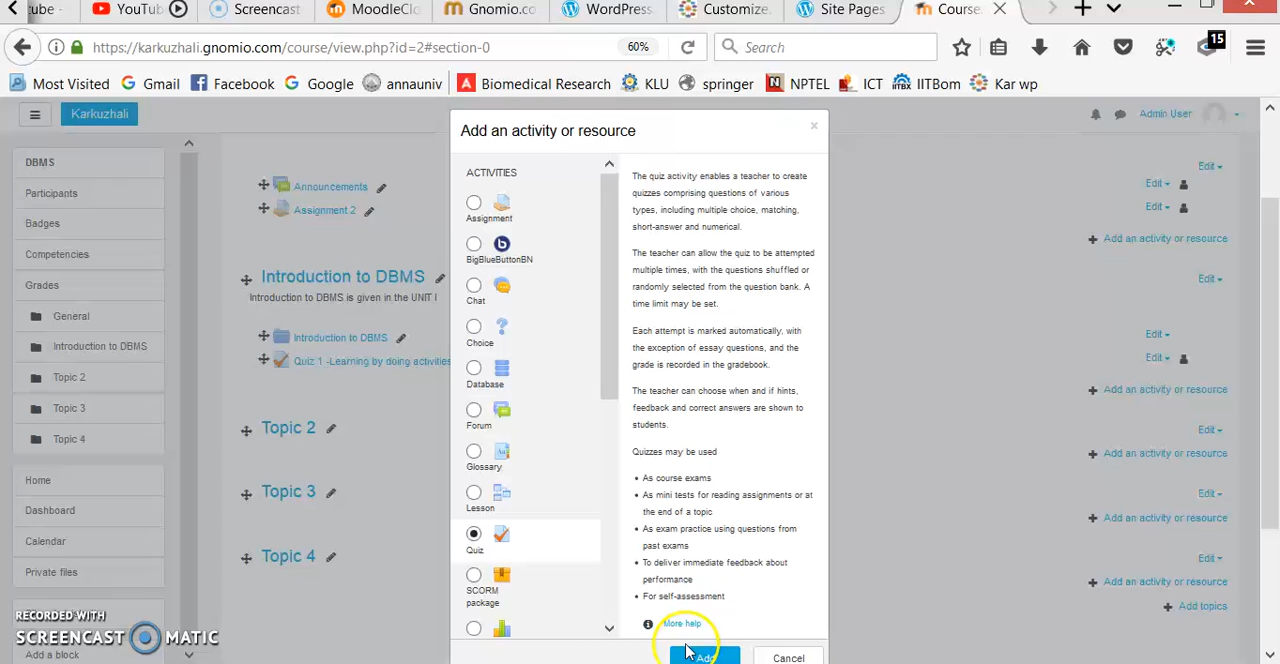 tube -
YouTu
Screencast
MoodleClo
Gnomio.co
WordPress
Customize
Site Pages
Course:
https://karkuzhali.gnomio.com/course/view.php?id=2#section-0
60%
Search
15
Most Visited
Gmail
Facebook
Google
annauniv
Biomedical Research
KLU
springer
NPTEL
ICT
IITBom
Kar wp
Karkuzhali
Admin User
DBMS
Participants
Badges
Competencies
Grades
General
Introduction to DBMS
Topic 2
Topic 3
Topic 4
Home
Dashboard
Calendar
Private files
Add a block
Announcements
Assignment 2
Introduction to DBMS
Introduction to DBMS is given in the UNIT I
Introduction to DBMS
Quiz 1 -Learning by doing activities
Topic 2
Topic 3
Topic 4
Add an activity or resource
ACTIVITIES
Assignment
BigBlueButtonBN
Chat
Choice
Database
Forum
Glossary
Lesson
Quiz
SCORM
package
The quiz activity enables a teacher to create
quizzes comprising questions of various
types, including multiple choice, matching,
short-answer and numerical.
The teacher can allow the quiz to be attempted
multiple times, with the questions shuffled or
randomly selected from the question bank. A
time limit may be set.
Each attempt is marked automatically, with
the exception of essay questions, and the
grade is recorded in the gradebook.
The teacher can choose when and if hints,
feedback and correct answers are shown to
students.
Quizzes may be used
• As course exams
• As mini tests for reading assignments or at
the end of a topic
• As exam practice using questions from
past exams
• To deliver immediate feedback about
performance
• For self-assessment
More help
Add
Cancel
Edit
Edit
Edit
Add an activity or resource
Edit
Edit
Edit
Add an activity or resource
Edit
Add an activity or resource
Edit
Add an activity or resource
Edit
Add an activity or resource
Add topics
RECORDED WITH
SCREENCAST MATIC